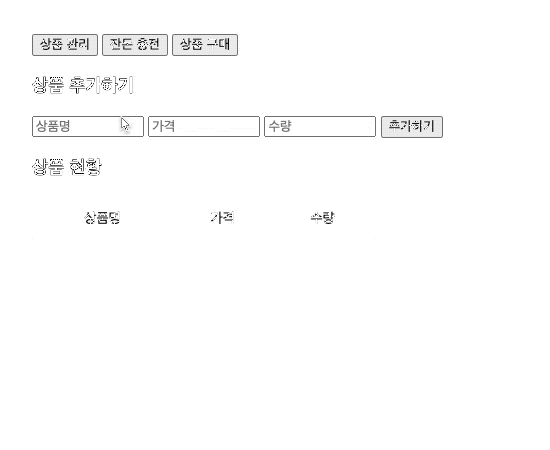 상품 관리 잔돈 충전 상품 구매
상품 추가하기
상품명 가격 수량 추가하기
상품 현황
상품명 가격 수량